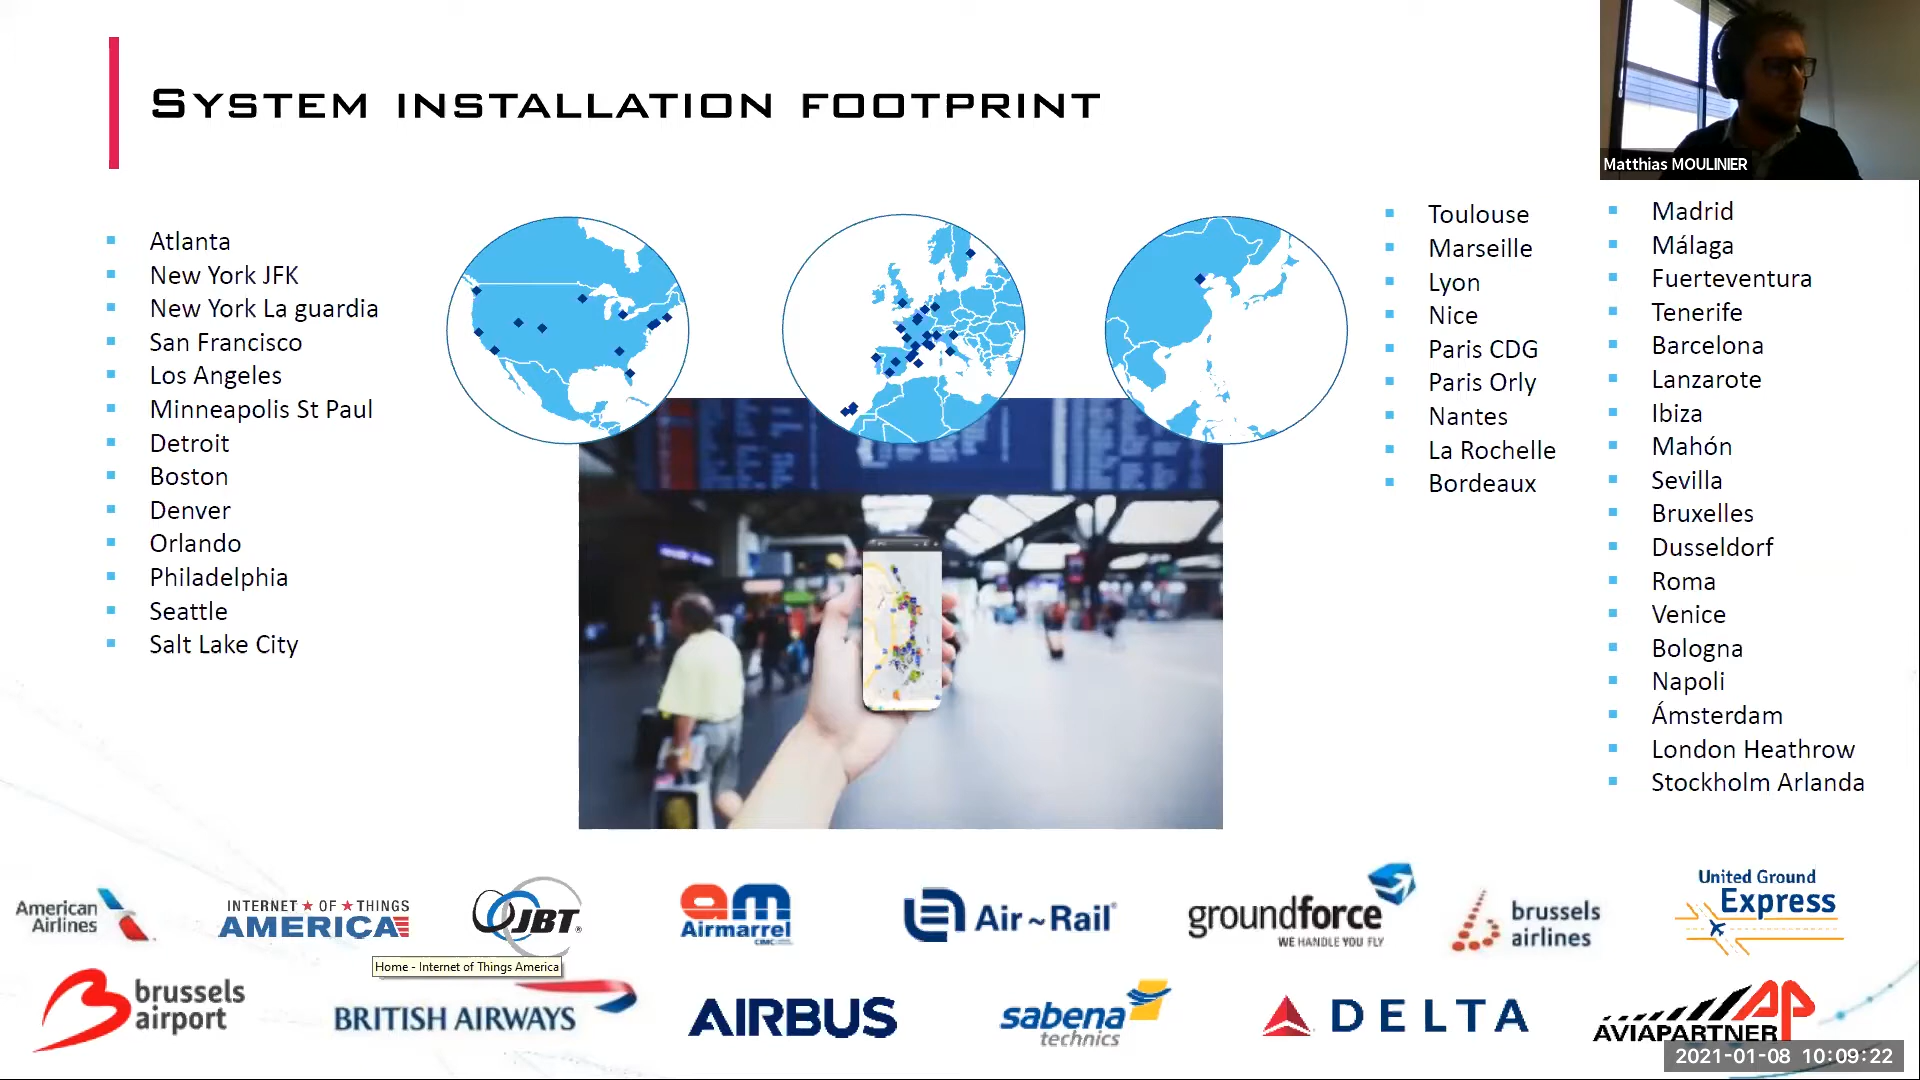 System installation footprint
Matthias MOULINIER
Atlanta
New York JFK
New York La guardia
San Francisco
Los Angeles
Minneapolis St Paul
Detroit
Boston
Denver
Orlando
Philadelphia
Seattle
Salt Lake City
Toulouse
Marseille
Lyon
Nice
Paris CDG
Paris Orly
Nantes
La Rochelle
Bordeaux
Madrid
Málaga
Fuerteventura
Tenerife
Barcelona
Lanzarote
Ibiza
Mahón
Sevilla
Bruxelles
Dusseldorf
Roma
Venice
Bologna
Napoli
Ámsterdam
London Heathrow
Stockholm Arlanda
American
Airlines
INTERNET OF THINGS
AMERICA
JBT
am
Airmarrel
CIMC
Air~Rail
groundforce
WE HANDLE YOU FLY
brussels
airlines
United Ground
Express
Home - Internet of Things America
brussels
airport
BRITISH AIRWAYS
AIRBUS
sabena
technics
DELTA
AP
AVIAPARTNER
2021-01-08 10:09:22